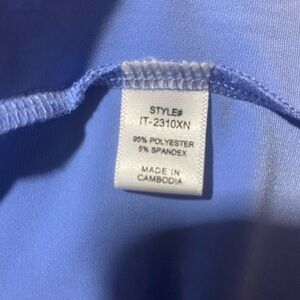 STYLE#
IT-2310XN
95% POLYESTER
5% SPANDEX
MADE IN
CAMBODIA